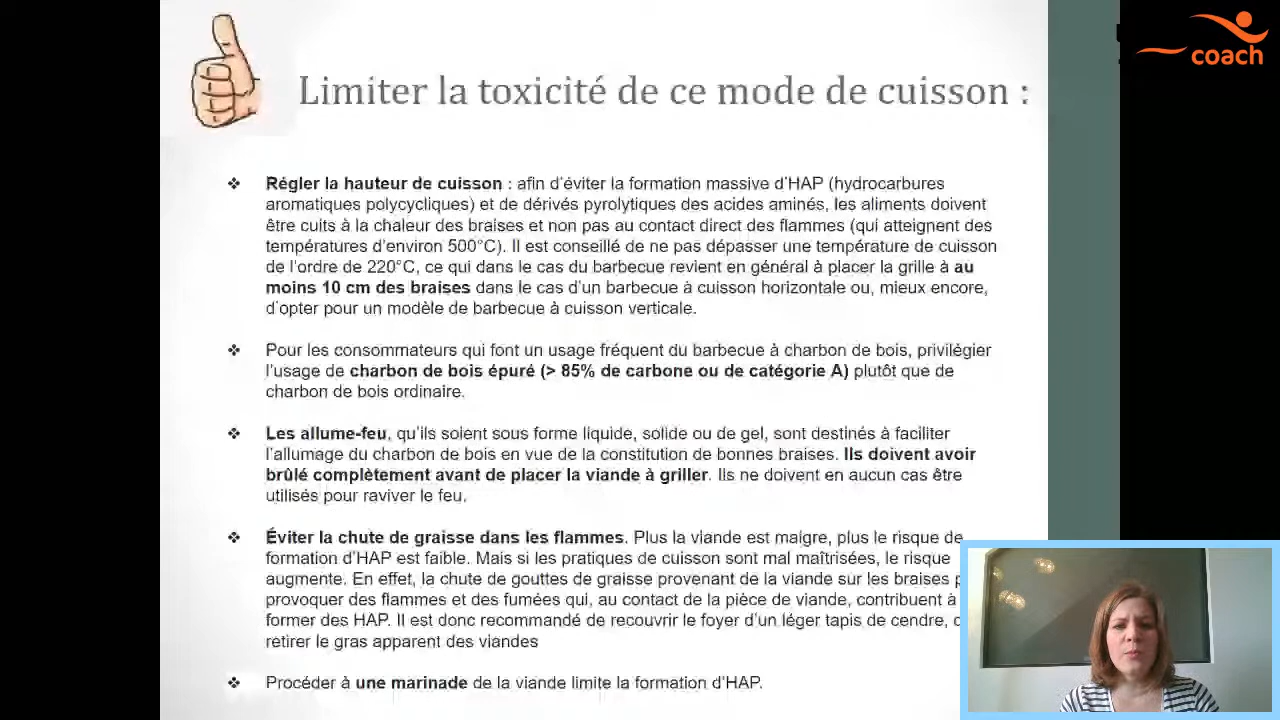 coach
Limiter la toxicité de ce mode de cuisson :
❖ Régler la hauteur de cuisson : afin d'éviter la formation massive d'HAP (hydrocarbures
aromatiques polycycliques) et de dérivés pyrolytiques des acides aminés, les aliments doivent
être cuits à la chaleur des braises et non pas au contact direct des flammes (qui atteignent des
températures d'environ 500°C). Il est conseillé de ne pas dépasser une température de cuisson
de l'ordre de 220°C, ce qui dans le cas du barbecue revient en général à placer la grille à au
moins 10 cm des braises dans le cas d'un barbecue à cuisson horizontale ou, mieux encore,
d'opter pour un modèle de barbecue à cuisson verticale.
❖ Pour les consommateurs qui font un usage fréquent du barbecue à charbon de bois, privilégier
l'usage de charbon de bois épuré (> 85% de carbone ou de catégorie A) plutôt que de
charbon de bois ordinaire.
❖ Les allume-feu, qu'ils soient sous forme liquide, solide ou de gel, sont destinés à faciliter
l'allumage du charbon de bois en vue de la constitution de bonnes braises. Ils doivent avoir
brûlé complètement avant de placer la viande à griller. Ils ne doivent en aucun cas être
utilisés pour raviver le feu.
❖ Éviter la chute de graisse dans les flammes. Plus la viande est maigre, plus le risque de
formation d'HAP est faible. Mais si les pratiques de cuisson sont mal maîtrisées, le risque
augmente. En effet, la chute de gouttes de graisse provenant de la viande sur les braises
provoquer des flammes et des fumées qui, au contact de la pièce de viande, contribuent à
former des HAP. Il est donc recommandé de recouvrir le foyer d'un léger tapis de cendre,
retirer le gras apparent des viandes
❖ Procéder à une marinade de la viande limite la formation d'HAP.